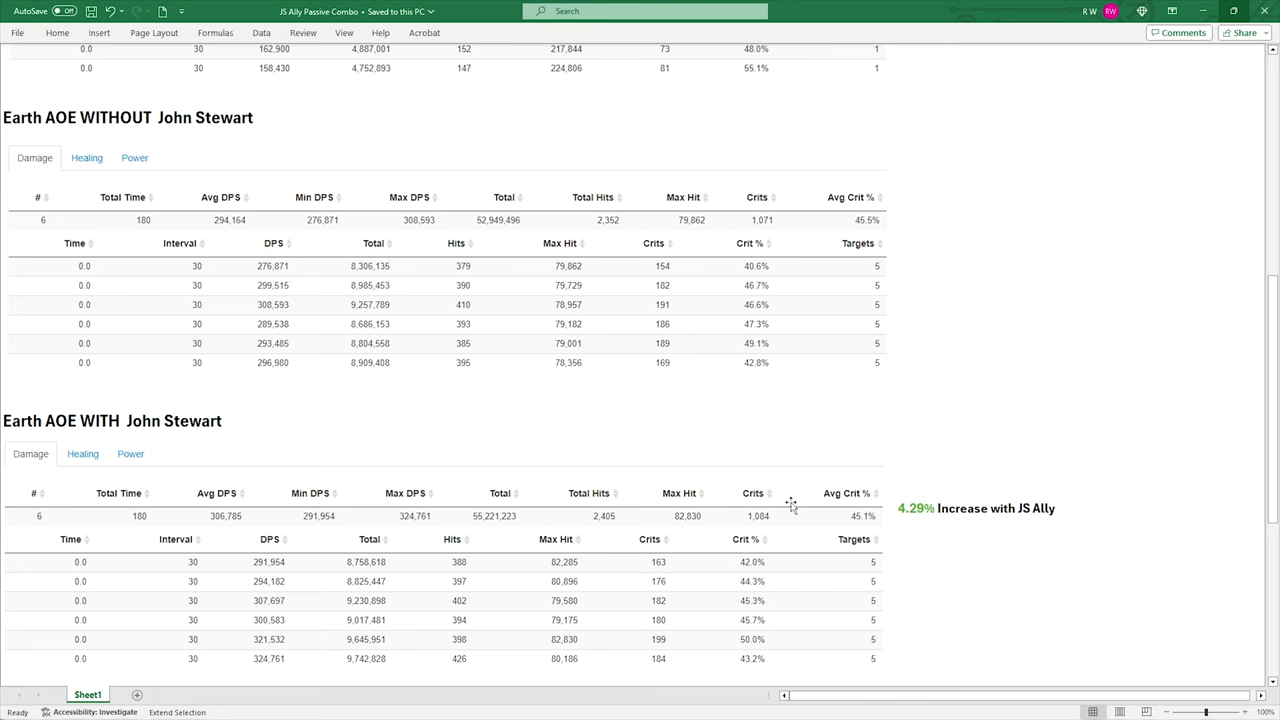 AutoSave Off JS Ally Passive Combo • Saved to this PC Search R W RW
File Home Insert Page Layout Formulas Data Review View Help Acrobat Comments Share
0.0 30 162,900 4,887,001 152 217,844 73 48.0% 1
0.0 30 158,430 4,752,893 147 224,806 81 55.1% 1
Earth AOE WITHOUT John Stewart
Damage Healing Power
# Total Time Avg DPS Min DPS Max DPS Total Total Hits Max Hit Crits Avg Crit %
6 180 294,164 276,871 308,593 52,949,496 2,352 79,862 1,071 45.5%
Time Interval DPS Total Hits Max Hit Crits Crit % Targets
0.0 30 276,871 8,306,135 379 79,862 154 40.6% 5
0.0 30 299,515 8,985,453 390 79,729 182 46.7% 5
0.0 30 308,593 9,257,789 410 78,957 191 46.6% 5
0.0 30 289,538 8,686,153 393 79,182 186 47.3% 5
0.0 30 293,485 8,804,558 385 79,001 189 49.1% 5
0.0 30 296,980 8,909,408 395 78,356 169 42.8% 5
Earth AOE WITH John Stewart
Damage Healing Power
# Total Time Avg DPS Min DPS Max DPS Total Total Hits Max Hit Crits Avg Crit %
6 180 306,785 291,954 324,761 55,221,223 2,405 82,830 1,084 45.1%
4.29% Increase with JS Ally
Time Interval DPS Total Hits Max Hit Crits Crit % Targets
0.0 30 291,954 8,758,618 388 82,285 163 42.0% 5
0.0 30 294,182 8,825,447 397 80,896 176 44.3% 5
0.0 30 307,697 9,230,898 402 79,580 182 45.3% 5
0.0 30 300,583 9,017,481 394 79,175 180 45.7% 5
0.0 30 321,532 9,645,951 398 82,830 199 50.0% 5
0.0 30 324,761 9,742,828 426 80,186 184 43.2% 5
Sheet1
Ready Accessibility: Investigate Extend Selection 100%